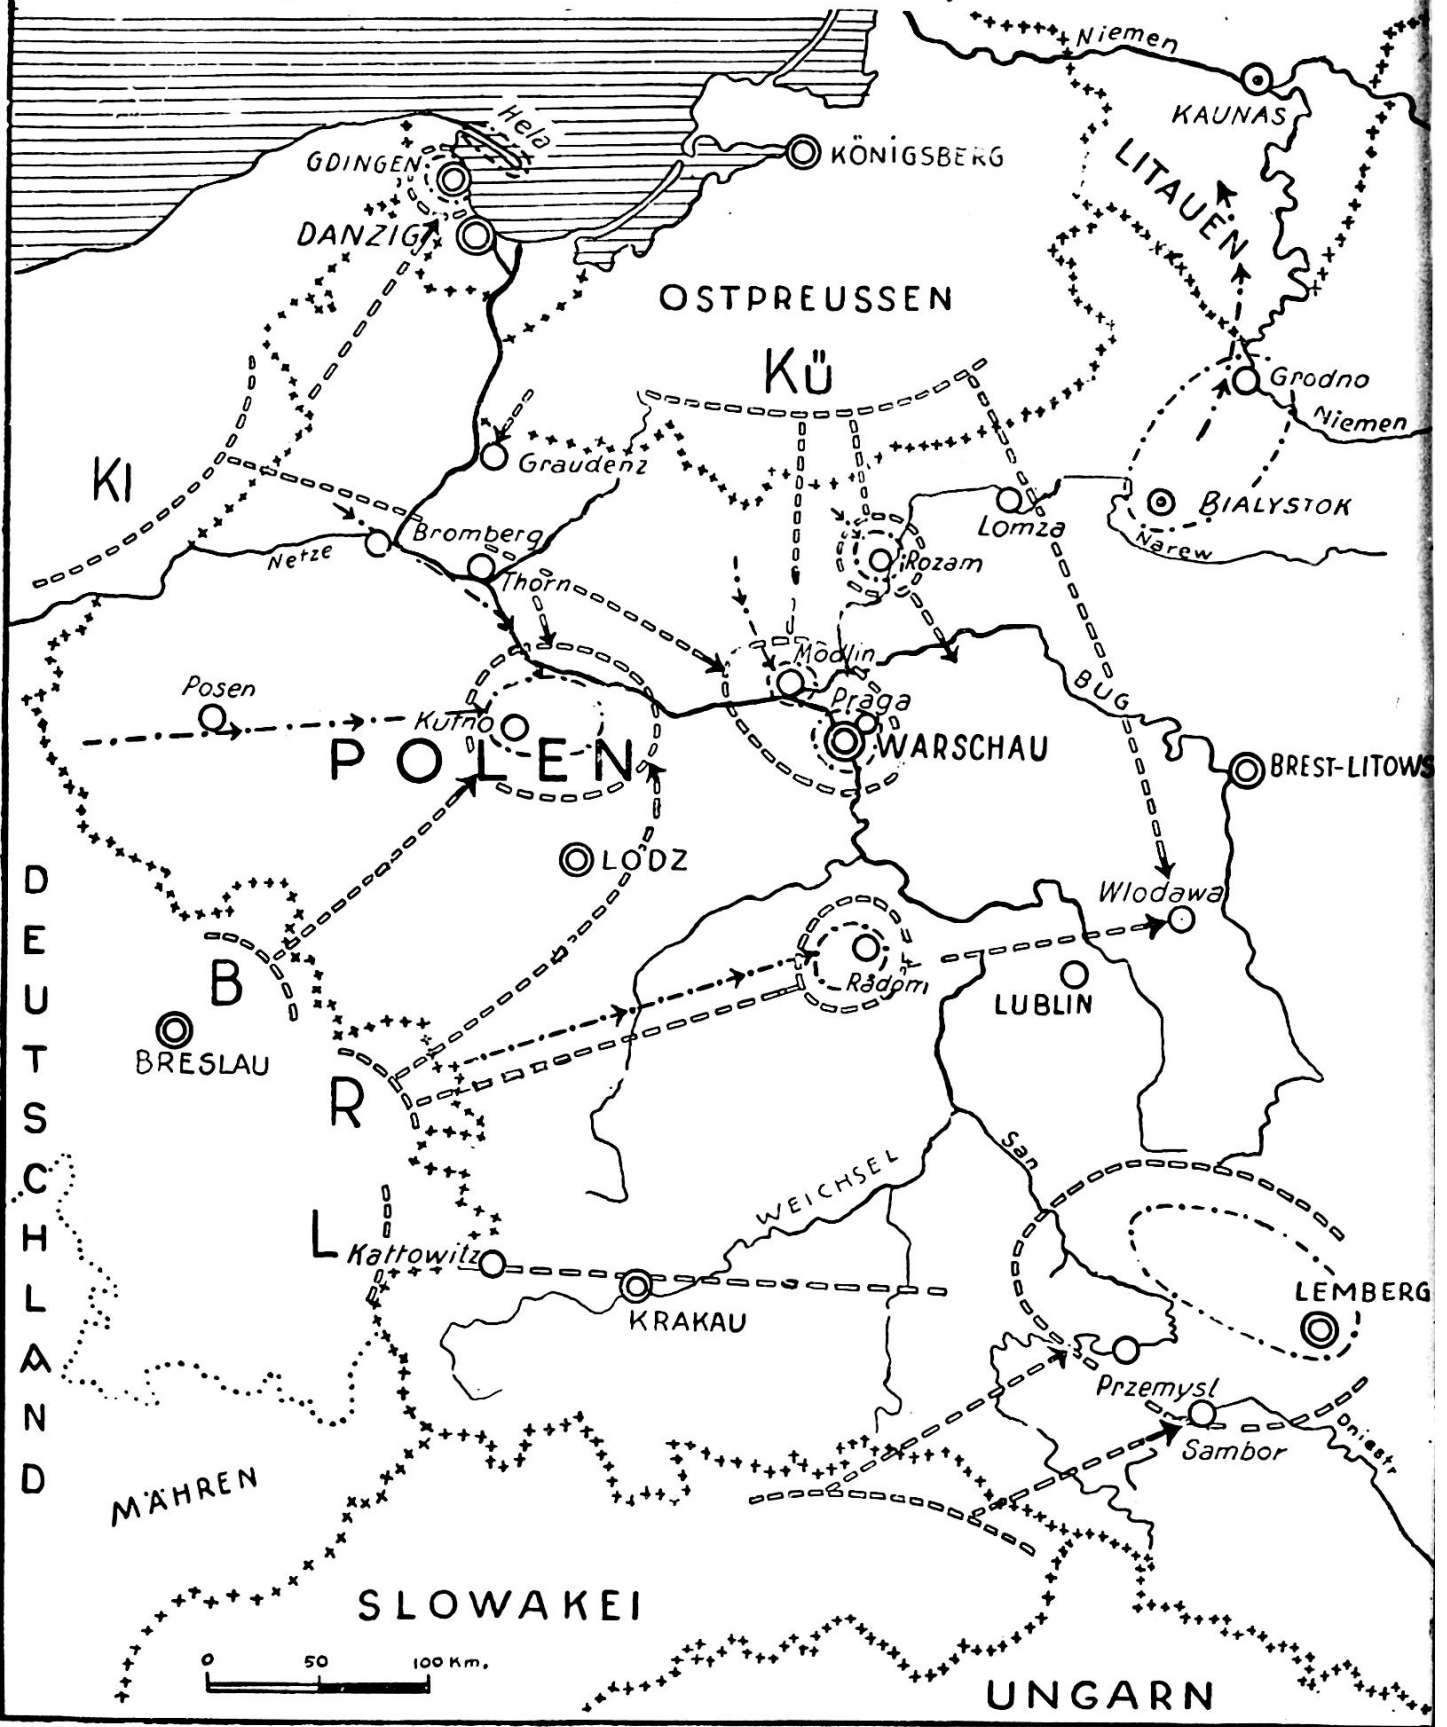 Niemen
KAUNAS
LITAUEN
Hela
GDINGEN
KÖNIGSBERG
DANZIG
OSTPREUSSEN
KÜ
Grodno
Niemen
KI
Graudenz
BIALYSTOK
Lomza
Narew
Netze
Bromberg
Thorn
Rozam
Modlin
Posen
Kutno
Praga
BUG
POLEN
WARSCHAU
BREST-LITOWS
LODZ
DEUTSCHLAND
Wlodawa
B
Radom
LUBLIN
BRESLAU
R
San
WEICHSEL
L
Kattowitz
KRAKAU
LEMBERG
Przemysl
Sambor
Dniestr
MÄHREN
SLOWAKEI
0 50 100 Km.
UNGARN